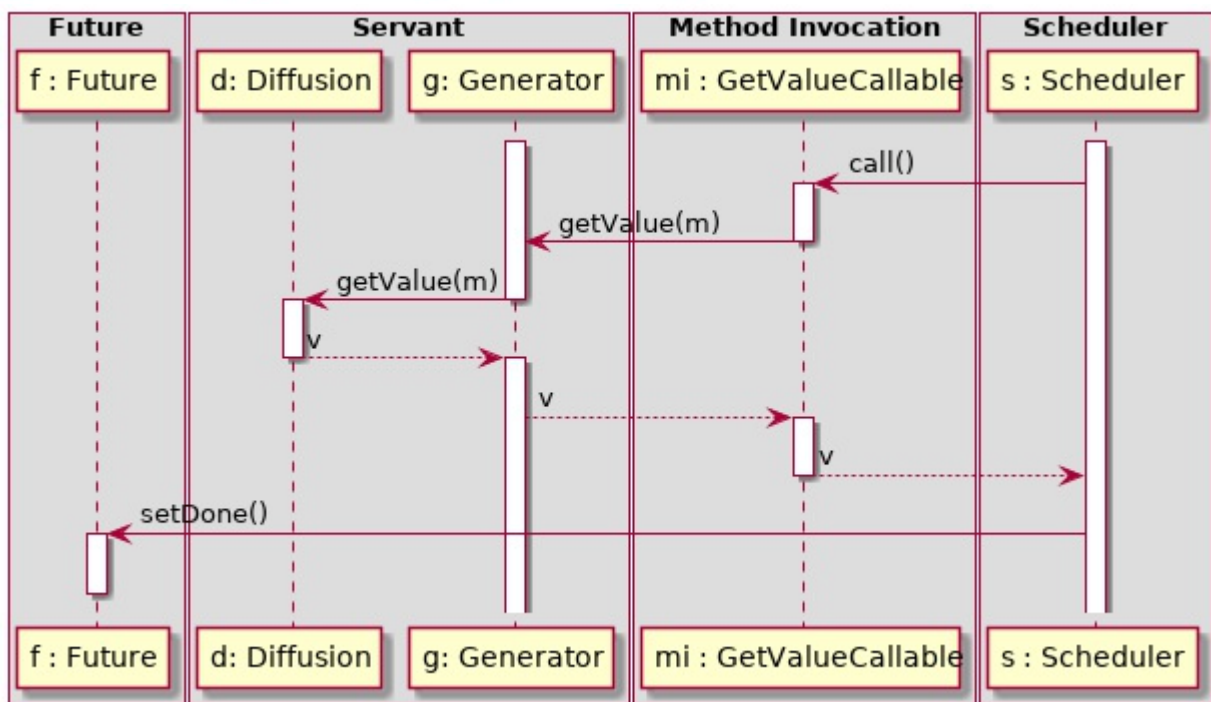 Future Servant Method Invocation Scheduler
f : Future d: Diffusion g: Generator mi : GetValueCallable s : Scheduler
call()
getValue(m)
getValue(m)
v
v
v
setDone()
f : Future d: Diffusion g: Generator mi : GetValueCallable s : Scheduler